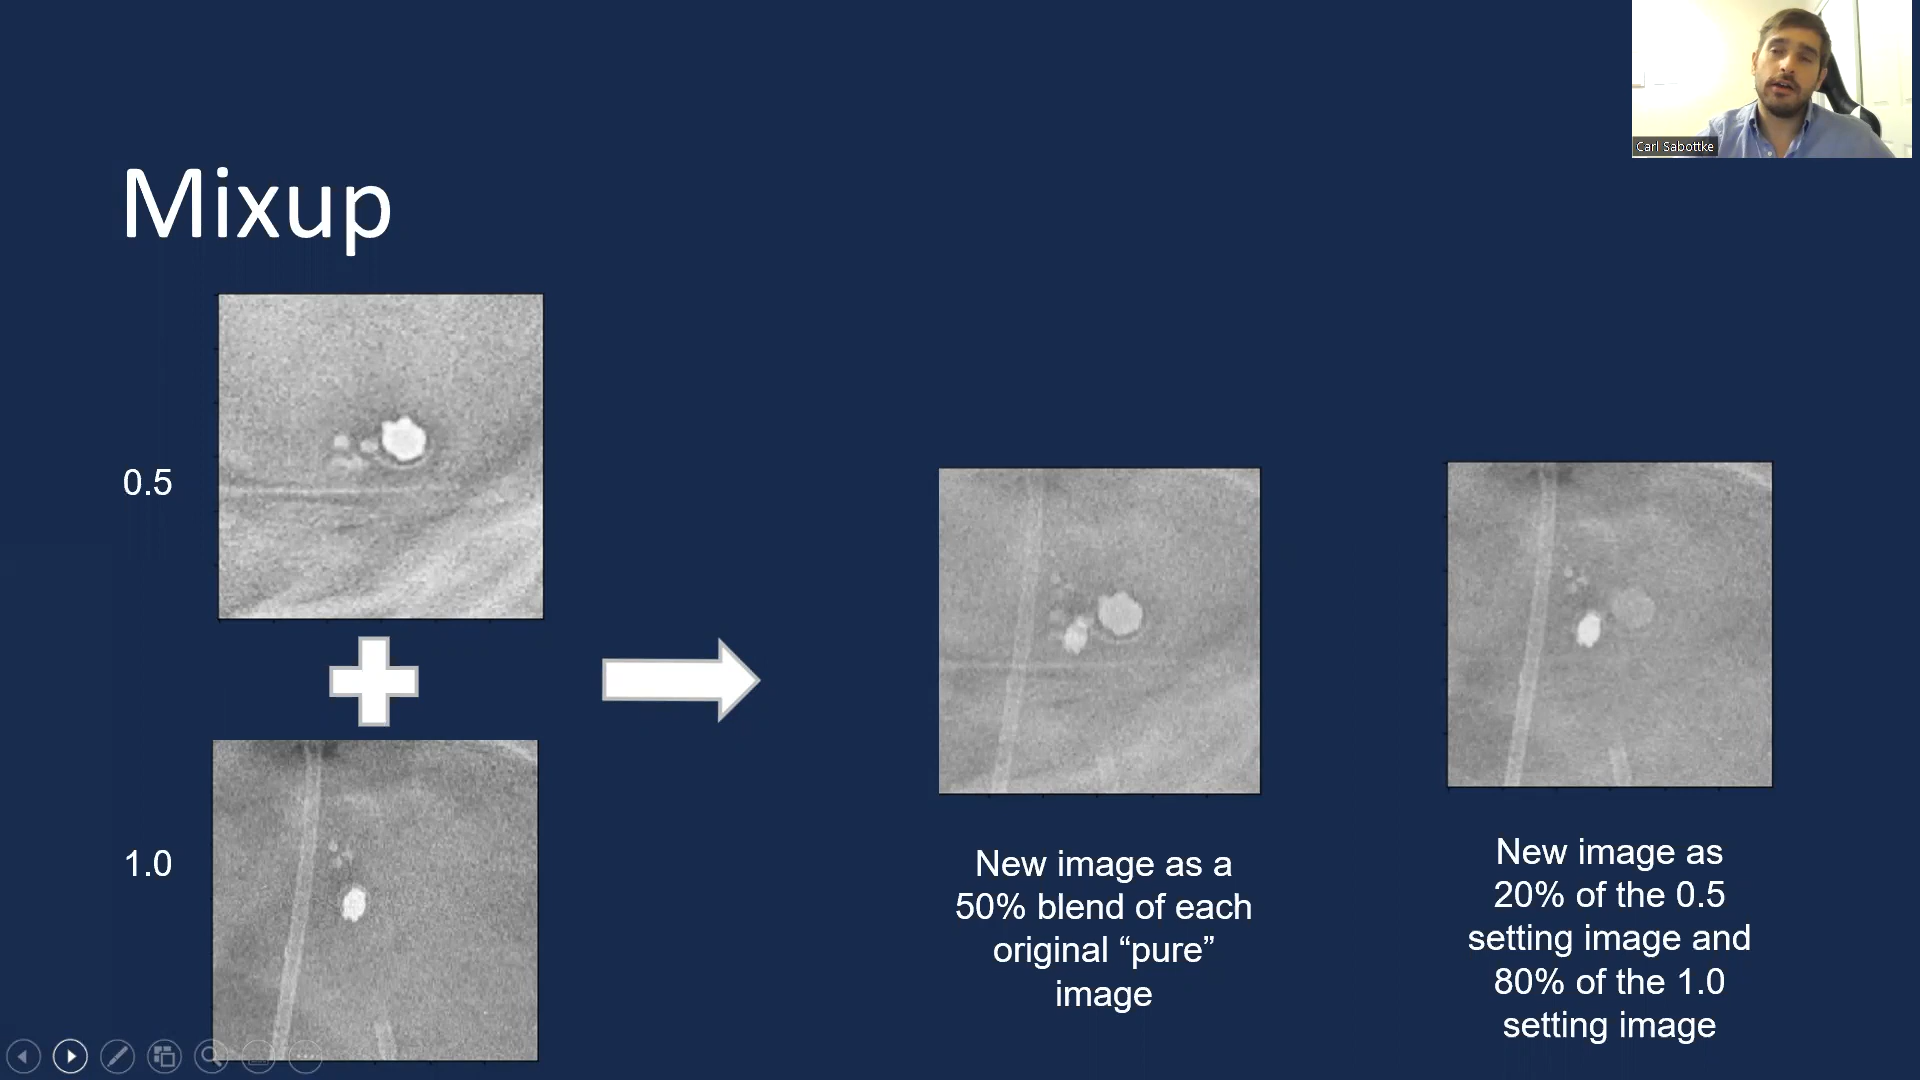 Carl Sabottke
Mixup
0.5
1.0
New image as a
50% blend of each
original “pure”
image
New image as
20% of the 0.5
setting image and
80% of the 1.0
setting image